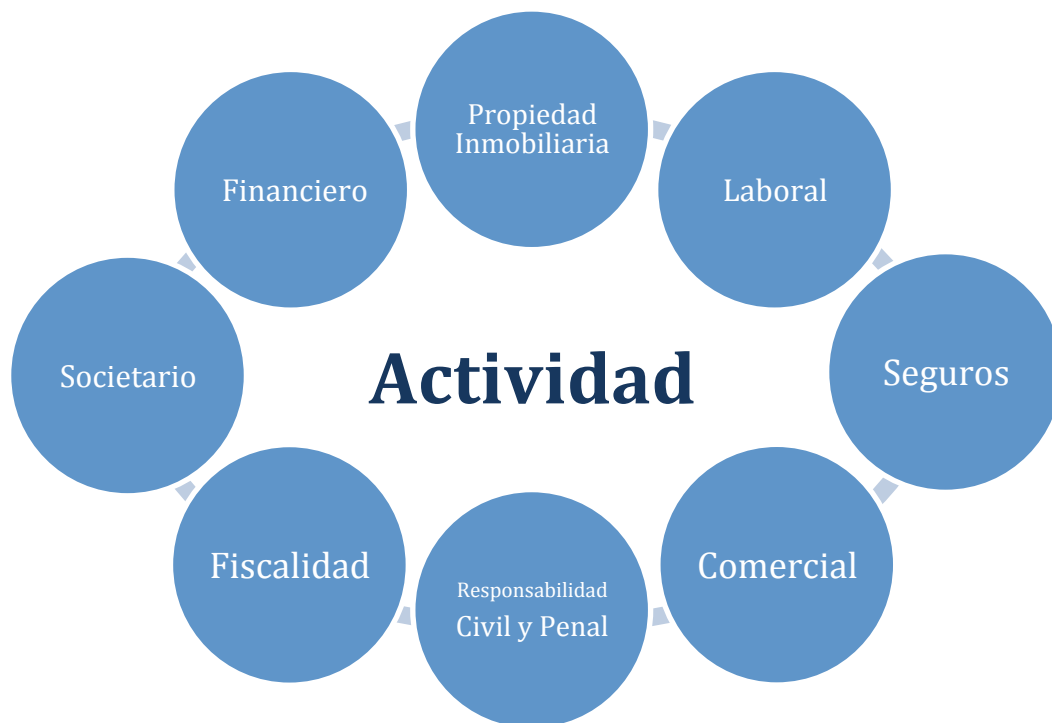 Propiedad
Inmobiliaria
Financiero
Laboral
Societario
Actividad
Seguros
Fiscalidad
Responsabilidad
Civil y Penal
Comercial